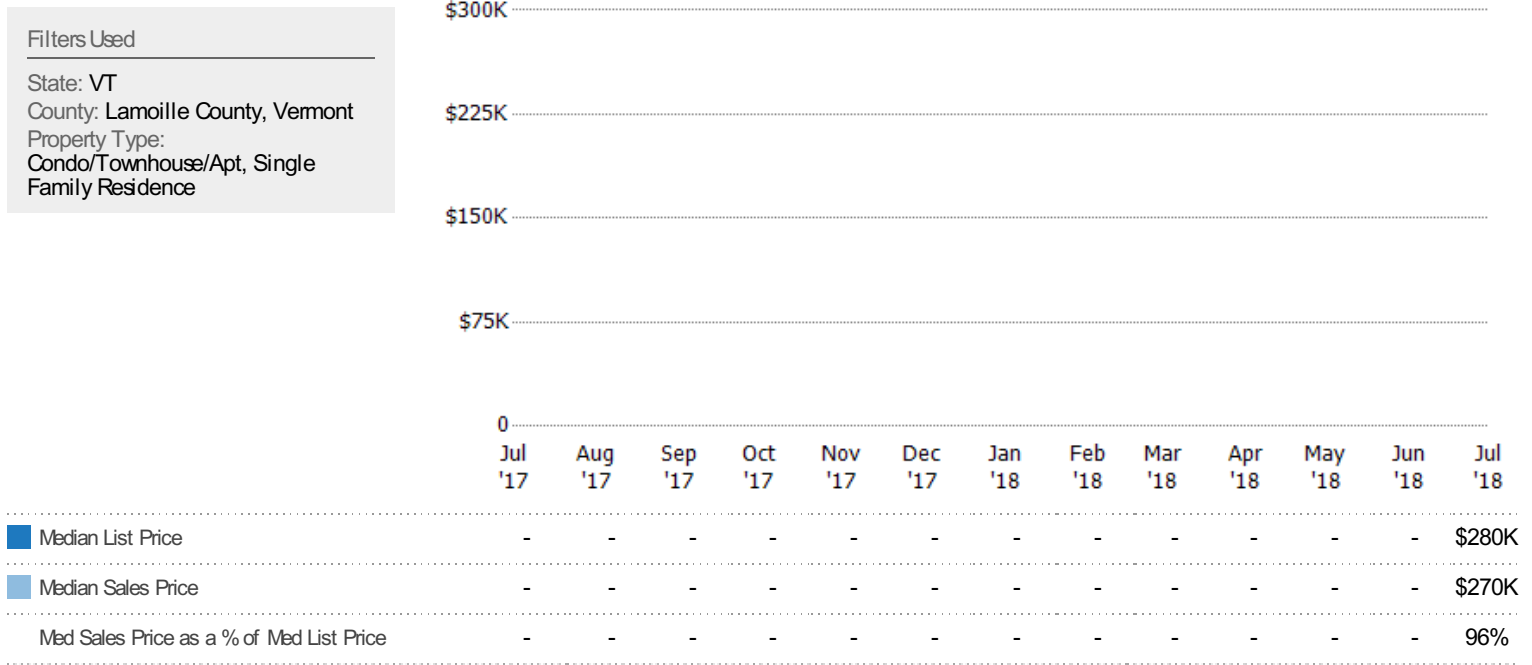 Filters Used
State: VT
County: Lamoille County, Vermont
Property Type:
Condo/Townhouse/Apt, Single
Family Residence
$300K
$225K
$150K
$75K
0
Jul Aug Sep Oct Nov Dec Jan Feb Mar Apr May Jun Jul
'17 '17 '17 '17 '17 '17 '18 '18 '18 '18 '18 '18 '18
Median List Price - - - - - - - - - - - - $280K
Median Sales Price - - - - - - - - - - - - $270K
Med Sales Price as a % of Med List Price - - - - - - - - - - - - 96%